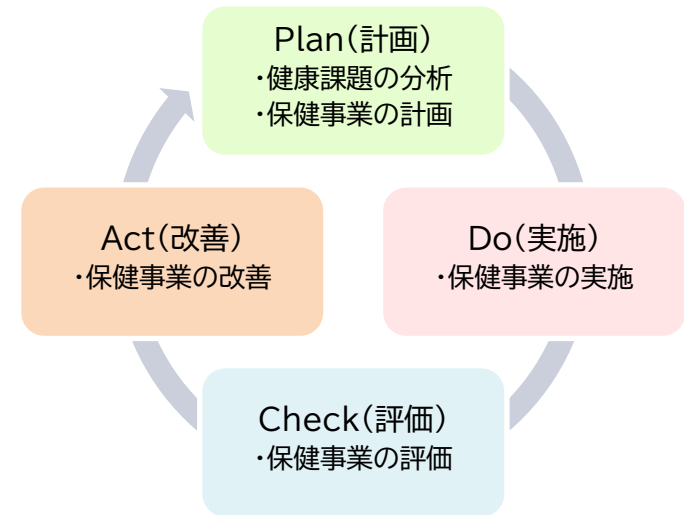 Plan(計画)
・健康課題の分析
・保健事業の計画
Do(実施)
・保健事業の実施
Check(評価)
・保健事業の評価
Act(改善)
・保健事業の改善